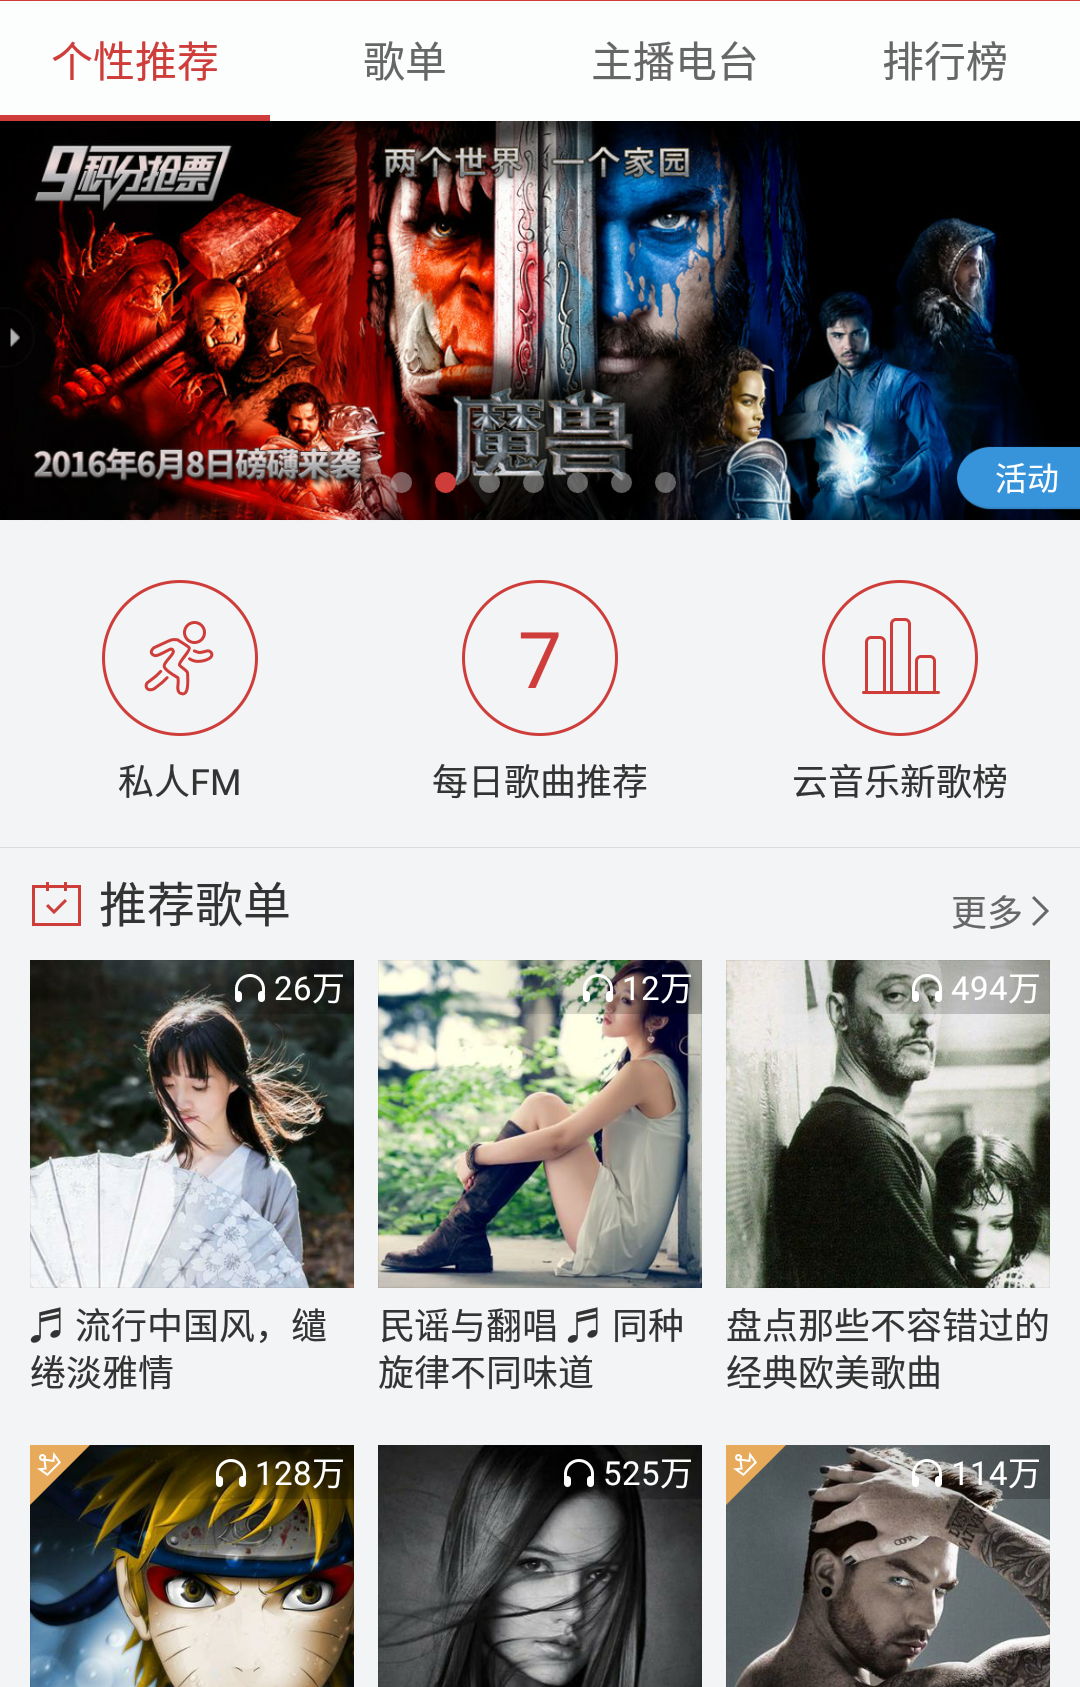 个性推荐 歌单 主播电台 排行榜
9积分抢票
两个世界 一个家园
魔兽
2016年6月8日磅礴来袭
活动
7
私人FM 每日歌曲推荐 云音乐新歌榜
推荐歌单 更多
26万 12万 494万
流行中国风，缱
绻淡雅情
民谣与翻唱 同种
旋律不同味道
盘点那些不容错过的
经典欧美歌曲
128万 525万 114万